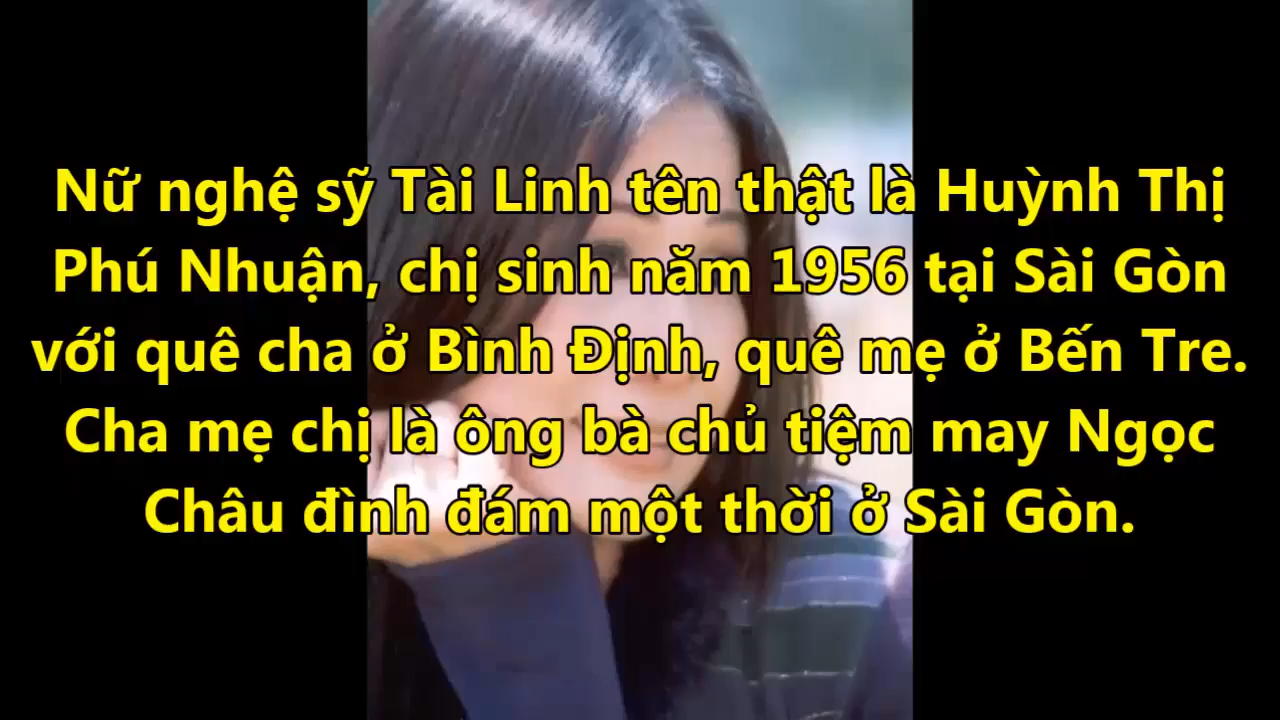 Nữ nghệ sỹ Tài Linh tên thật là Huỳnh Thị
Phú Nhuận, chị sinh năm 1956 tại Sài Gòn
với quê cha ở Bình Định, quê mẹ ở Bến Tre.
Cha mẹ chị là ông bà chủ tiệm may Ngọc
Châu đình đám một thời ở Sài Gòn.